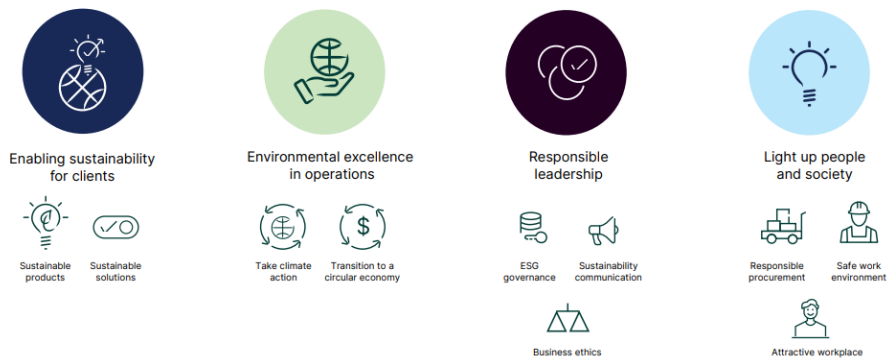 Enabling sustainability
for clients
Environmental excellence
in operations
Responsible
leadership
Light up people
and society
Sustainable
products
Sustainable
solutions
Take climate
action
$
Transition to a
circular economy
ESG
governance
Sustainability
communication
Responsible
procurement
Safe work
environment
Business ethics
Attractive workplace